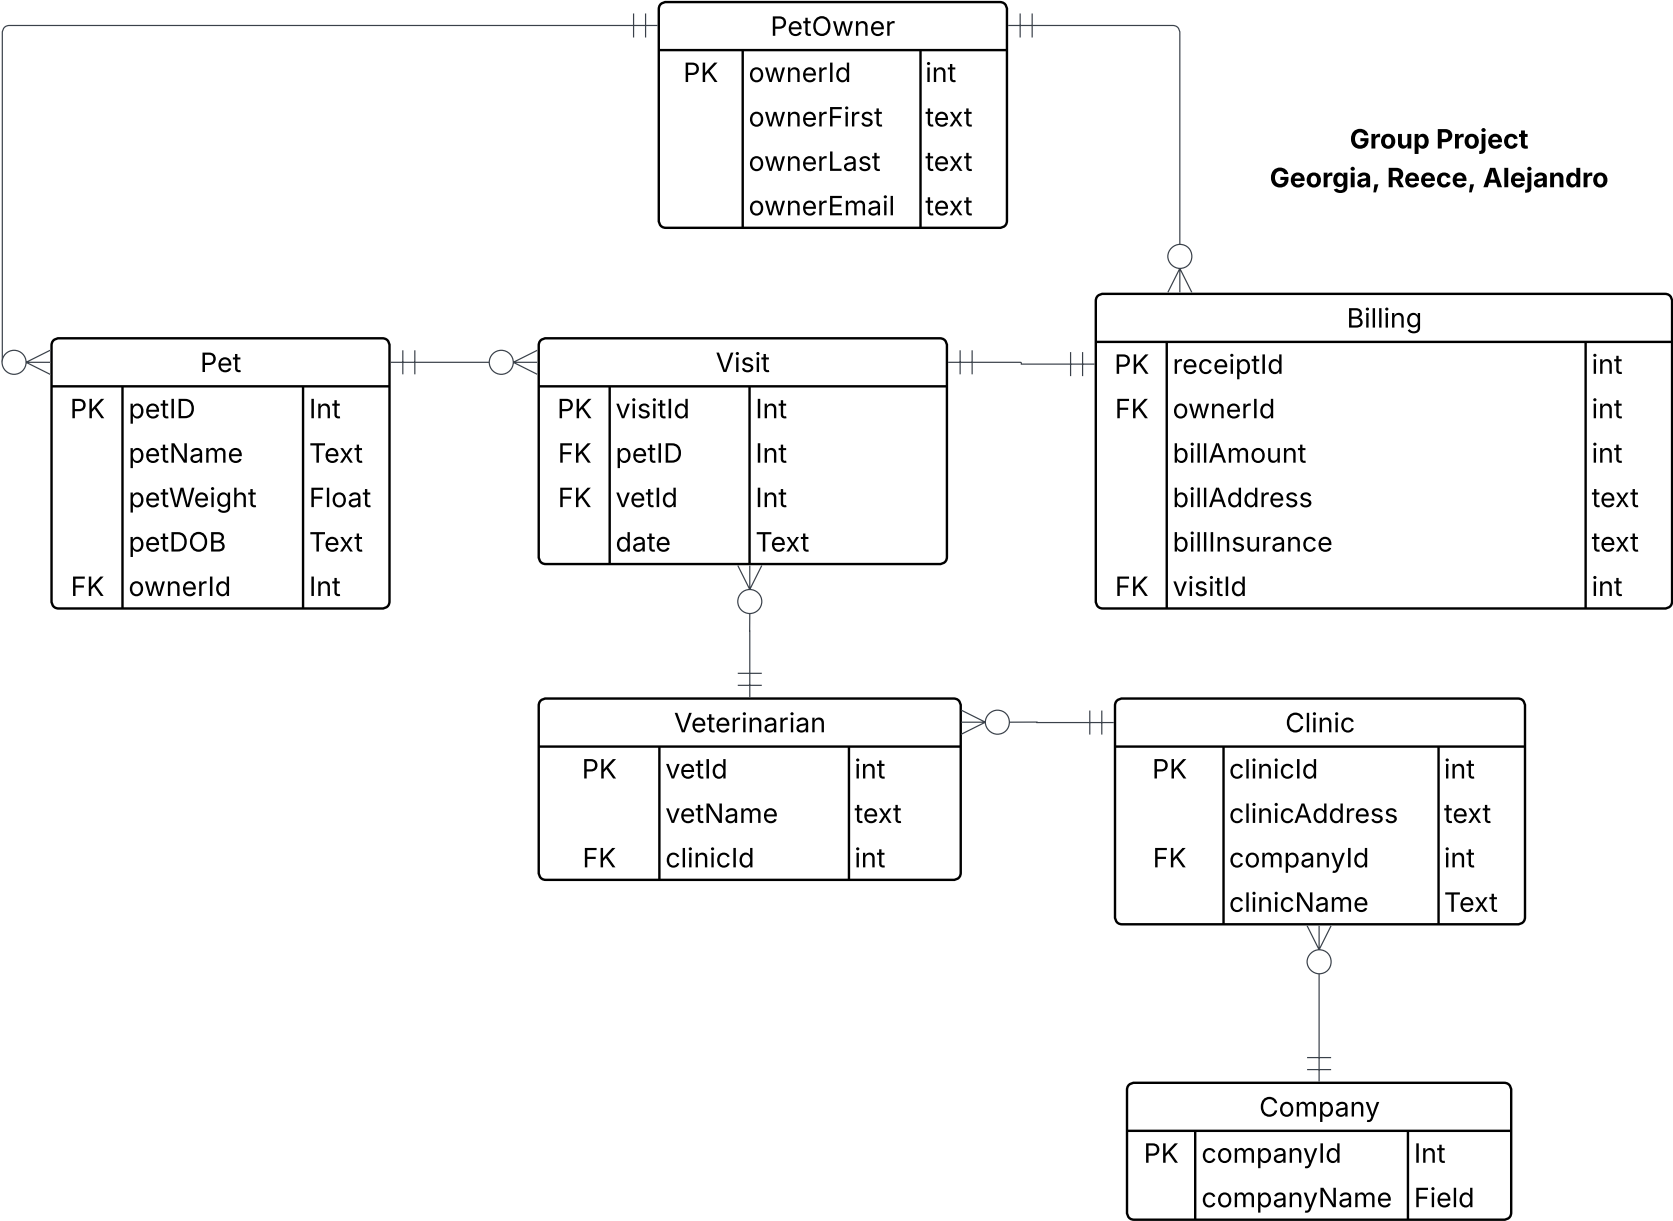 PetOwner
PK ownerId int
ownerFirst text
ownerLast text
ownerEmail text
Group Project
Georgia, Reece, Alejandro
Pet
PK petID Int
petName Text
petWeight Float
petDOB Text
FK ownerId Int
Visit
PK visitId Int
FK petID Int
FK vetId Int
date Text
Billing
PK receiptId int
FK ownerId int
billAmount int
billAddress text
billInsurance text
FK visitId int
Veterinarian
PK vetId int
vetName text
FK clinicId int
Clinic
PK clinicId int
clinicAddress text
FK companyId int
clinicName Text
Company
PK companyId Int
companyName Field